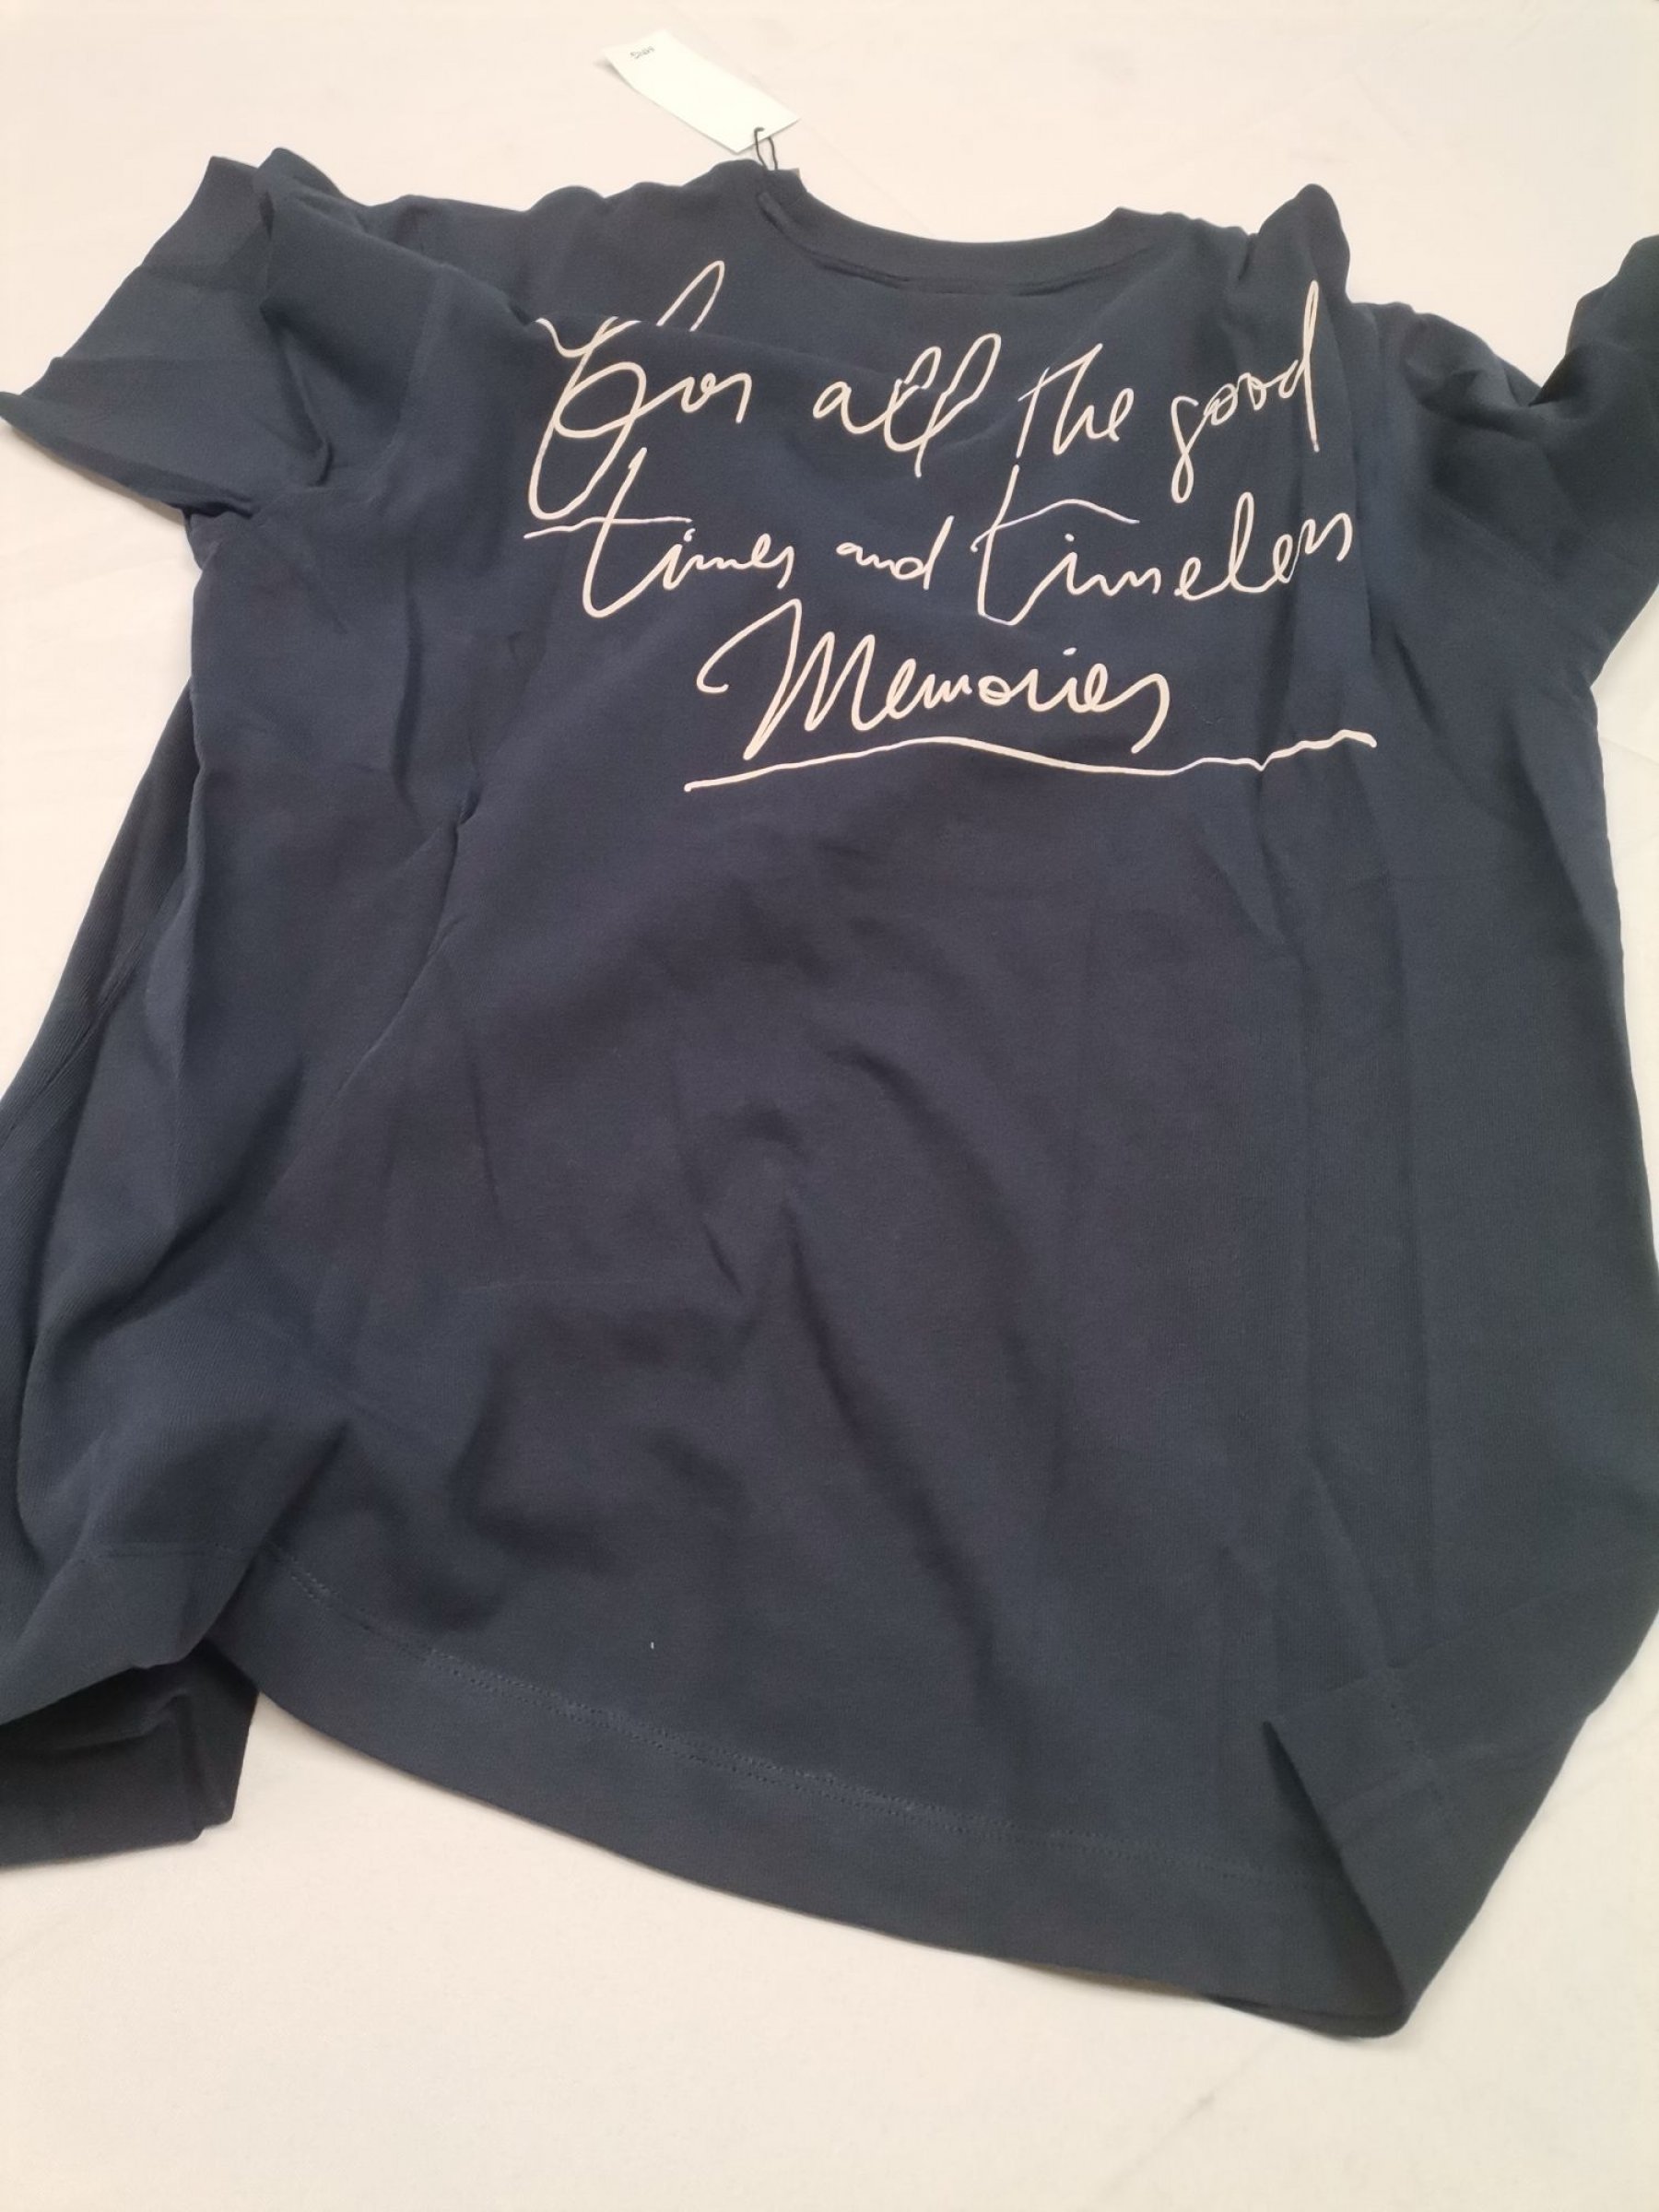 For all the good
times and timeless
Memories